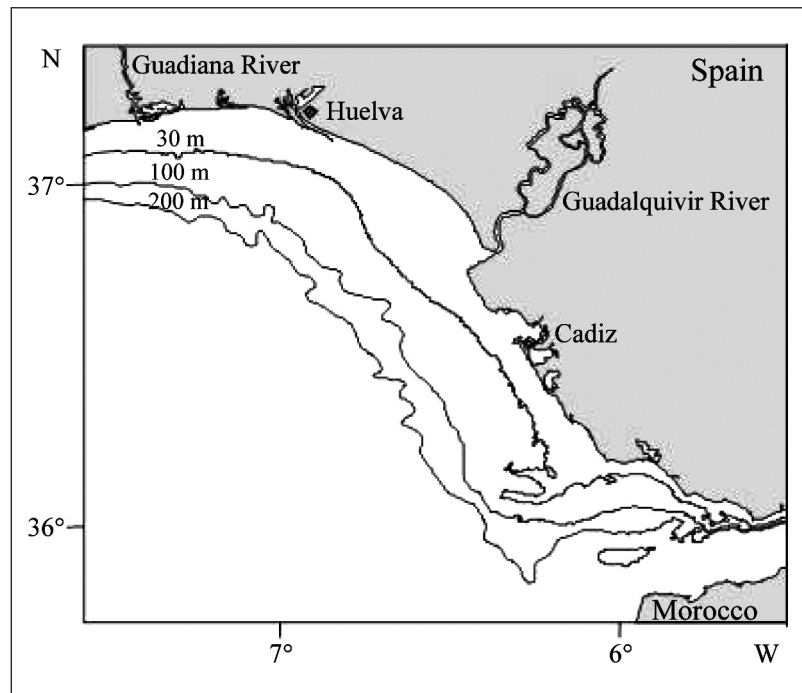 N
Guadiana River
Spain
Huelva
30 m
37°
100 m
200 m
Guadalquivir River
Cadiz
36°
Morocco
7°
6°
W